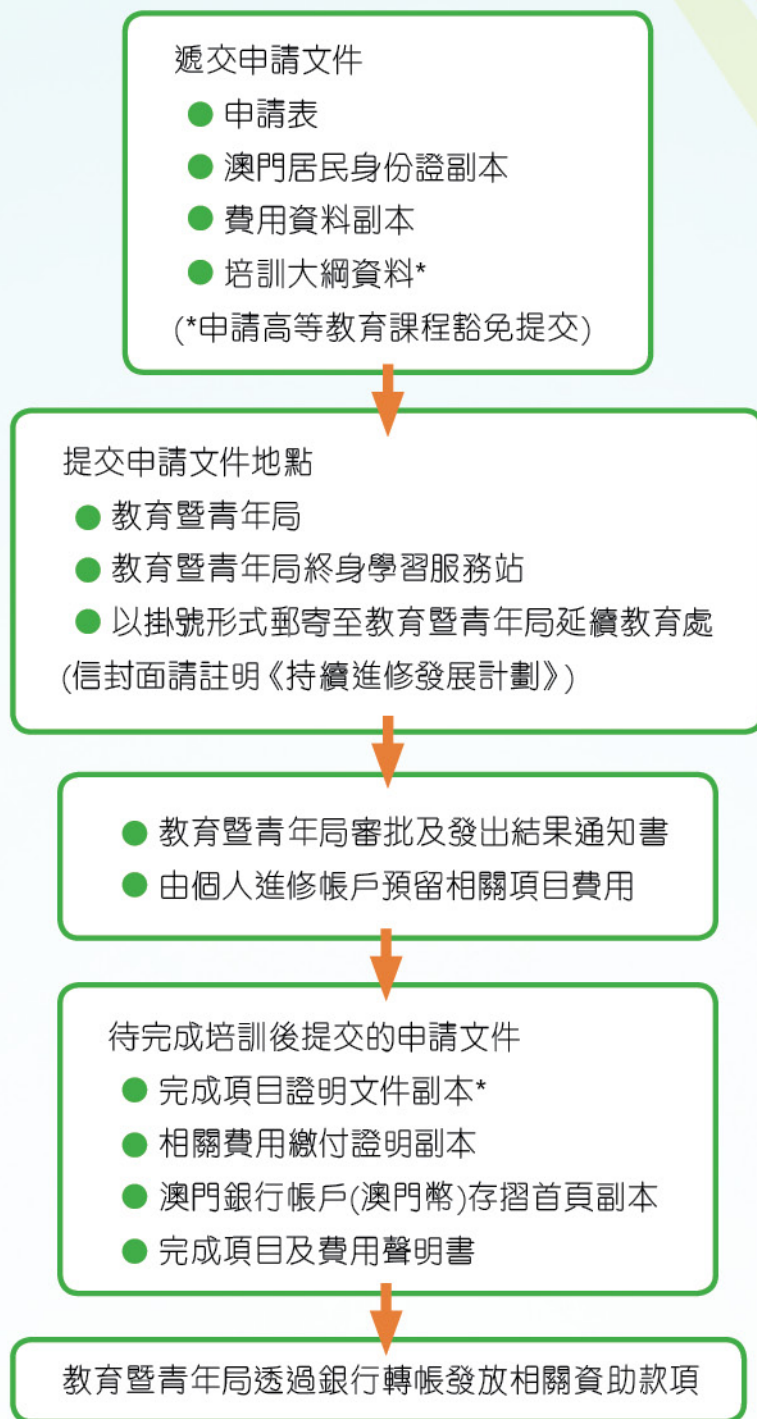 遞交申請文件
● 申請表
● 澳門居民身份證副本
● 費用資料副本
● 培訓大綱資料*
(*申請高等教育課程豁免提交)
提交申請文件地點
● 教育暨青年局
● 教育暨青年局終身學習服務站
● 以掛號形式郵寄至教育暨青年局延續教育處
(信封面請註明《持續進修發展計劃》)
● 教育暨青年局審批及發出結果通知書
● 由個人進修帳戶預留相關項目費用
待完成培訓後提交的申請文件
● 完成項目證明文件副本*
● 相關費用繳付證明副本
● 澳門銀行帳戶(澳門幣)存摺首頁副本
● 完成項目及費用聲明書
教育暨青年局透過銀行轉帳發放相關資助款項